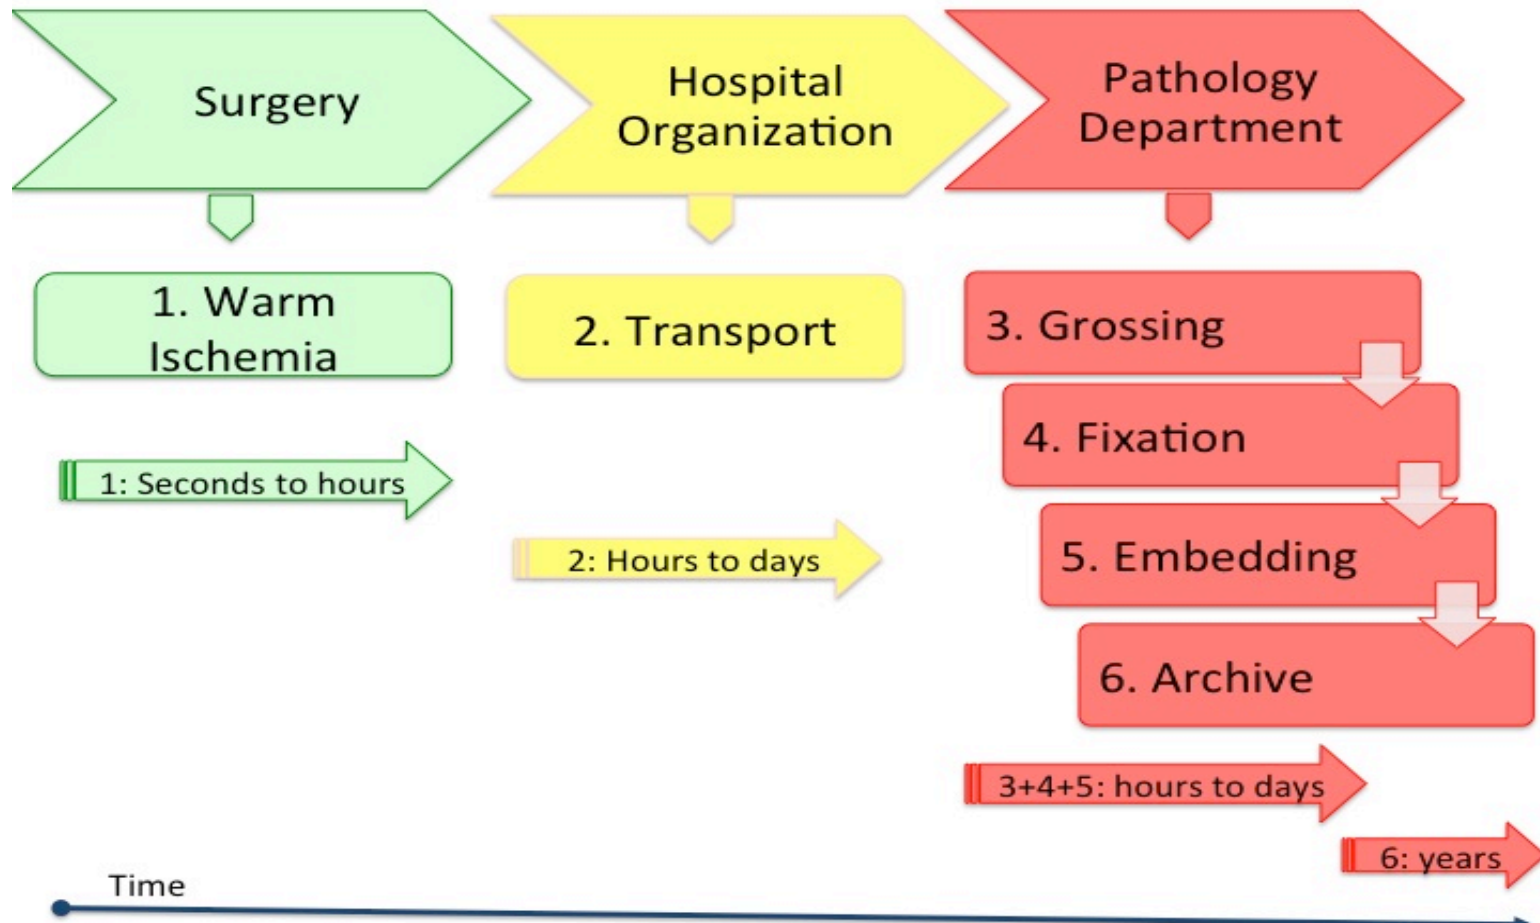 Surgery
Hospital
Organization
Pathology
Department
1. Warm
Ischemia
2. Transport
3. Grossing
4. Fixation
5. Embedding
6. Archive
1: Seconds to hours
2: Hours to days
3+4+5: hours to days
6: years
Time